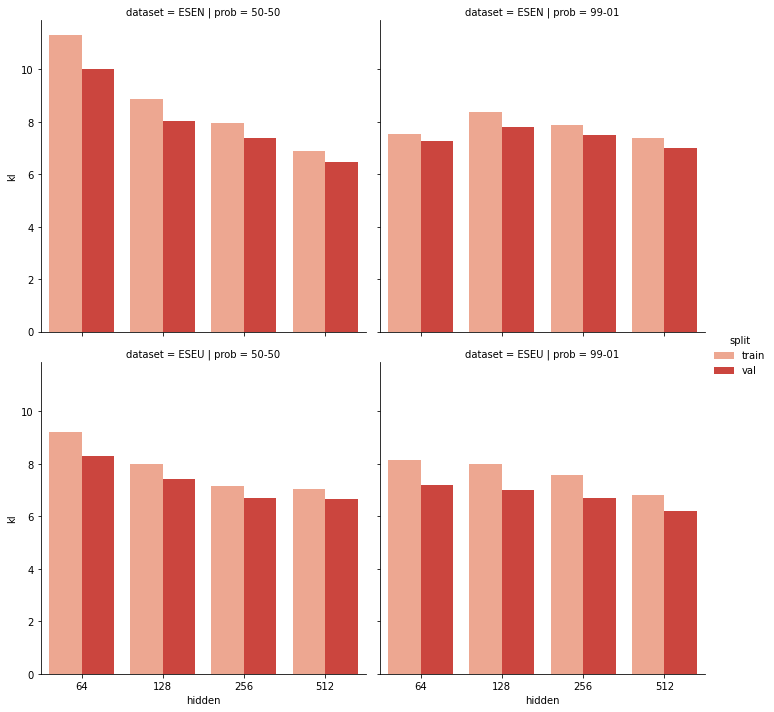 dataset = ESEN | prob = 50-50
dataset = ESEN | prob = 99-01
10
8
6
4
2
0
kl
split
train
val
dataset = ESEU | prob = 50-50
dataset = ESEU | prob = 99-01
10
8
6
4
2
0
kl
64
128
256
512
hidden
64
128
256
512
hidden